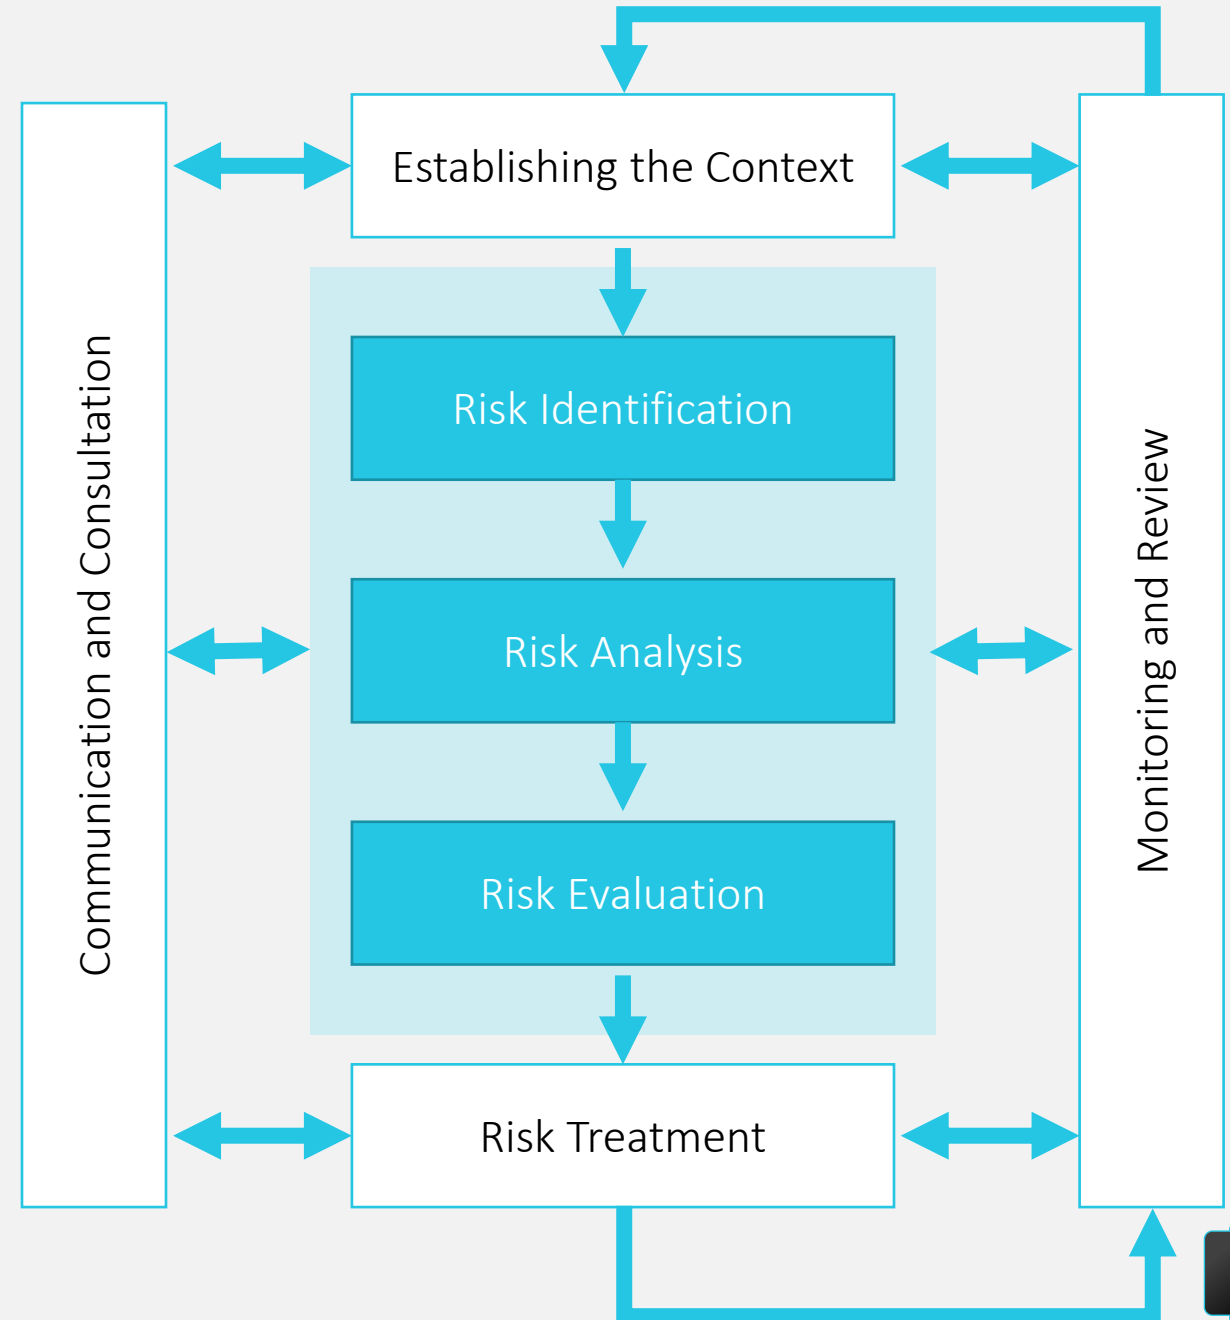 Establishing the Context
Communication and Consultation
Risk Identification
Risk Analysis
Risk Evaluation
Risk Treatment
Monitoring and Review